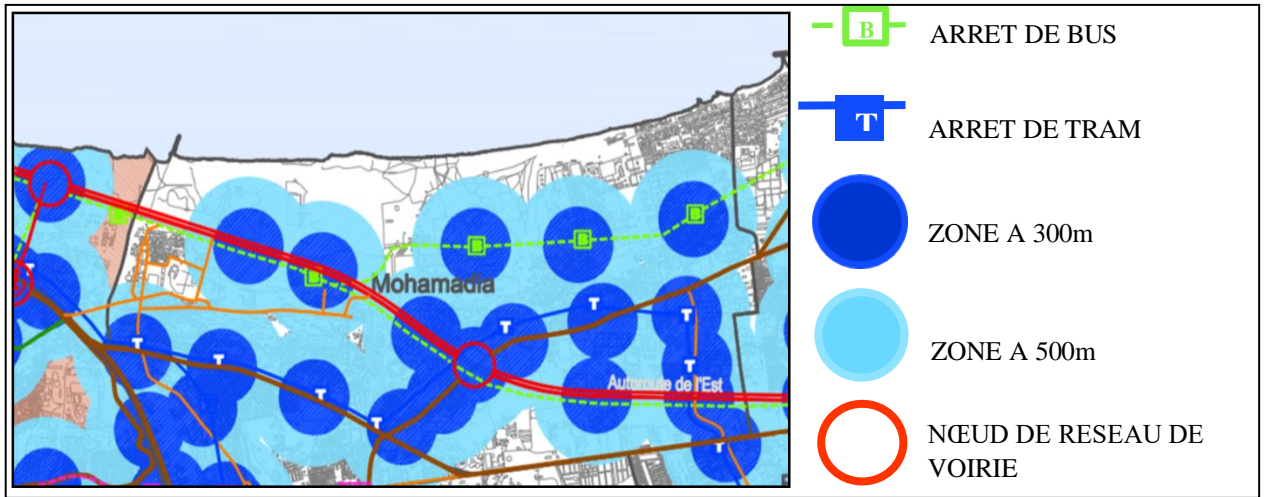 B
ARRET DE BUS
T
ARRET DE TRAM
ZONE A 300m
ZONE A 500m
NŒUD DE RESEAU DE
VOIRIE
B
B
B
B
B
Mohamadia
T
T
T
T
T
T
T
T
T
T
Autoroute de l'Est